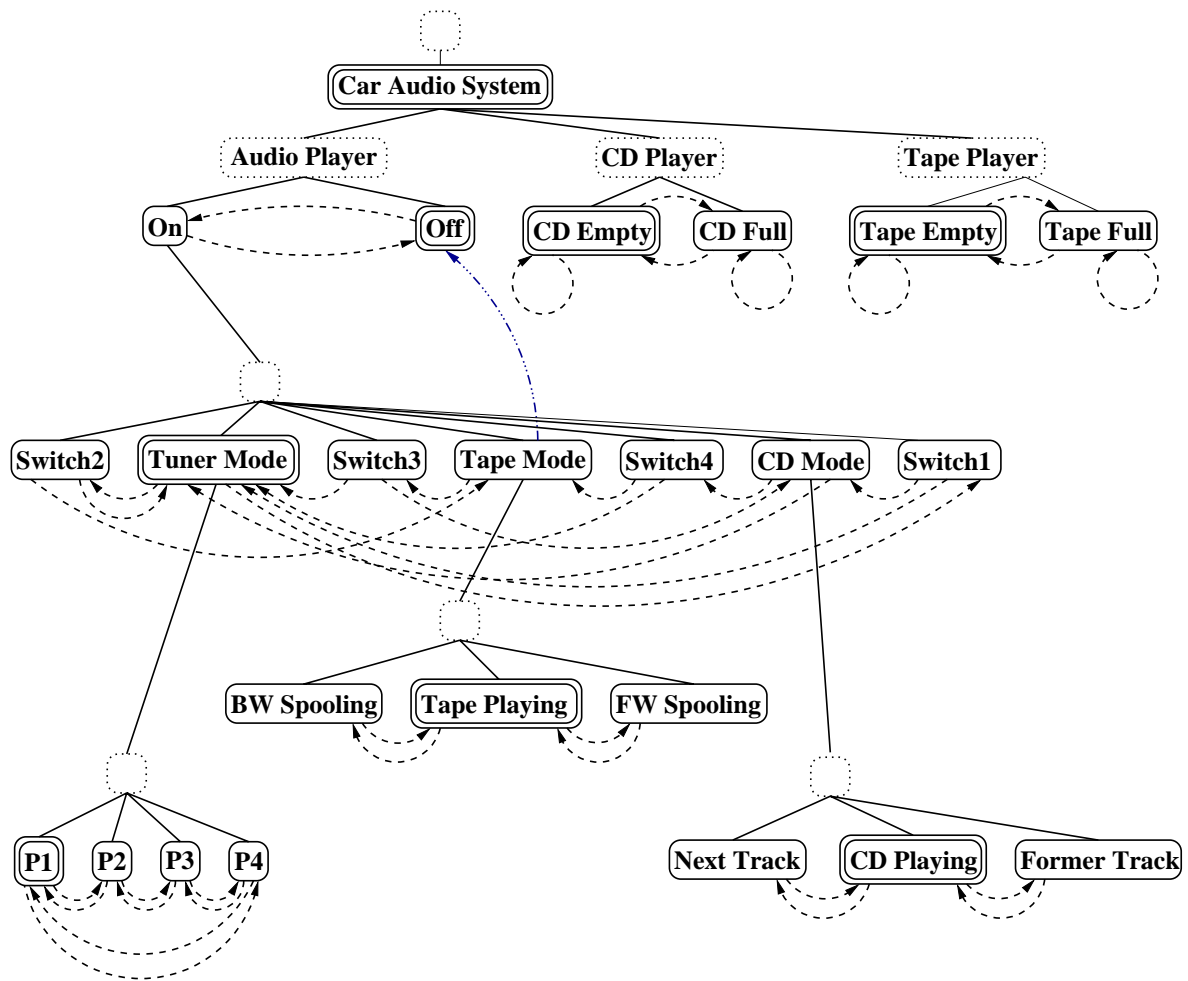 Car Audio System
Audio Player
CD Player
Tape Player
On
Off
CD Empty
CD Full
Tape Empty
Tape Full
Switch2
Tuner Mode
Switch3
Tape Mode
Switch4
CD Mode
Switch1
BW Spooling
Tape Playing
FW Spooling
P1
P2
P3
P4
Next Track
CD Playing
Former Track